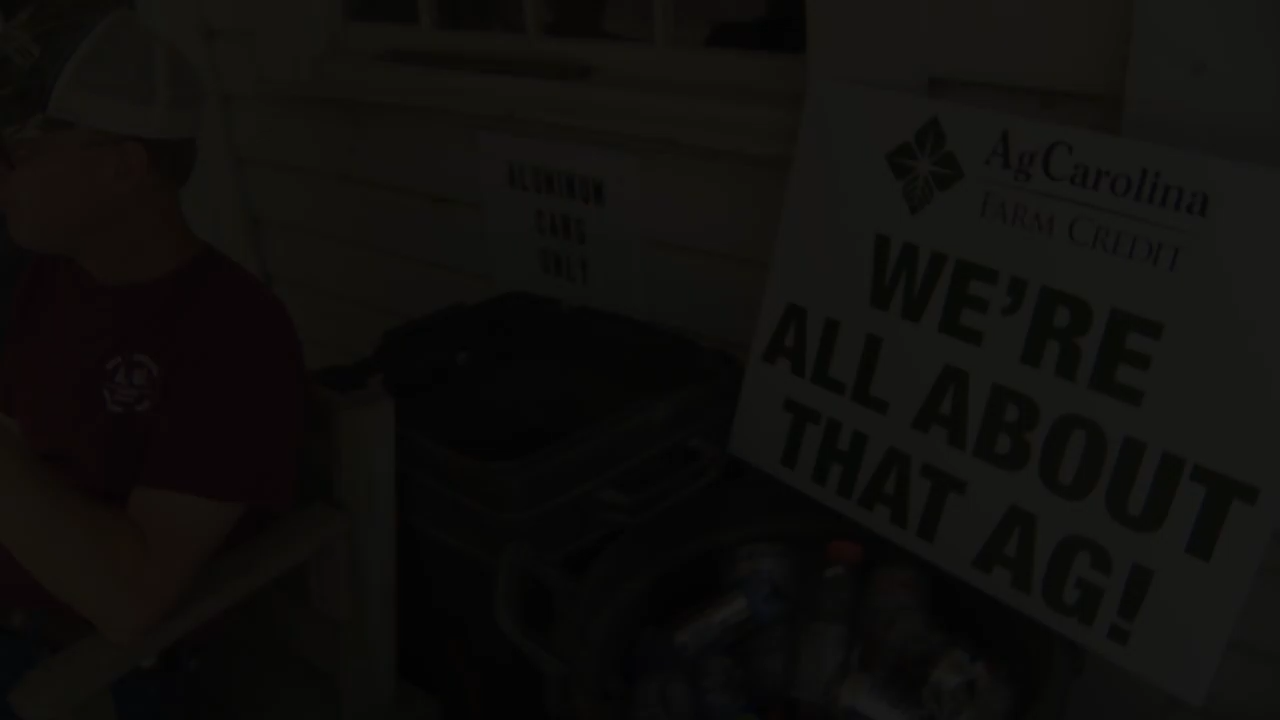 ALUMINUM
CANS
ONLY
AgCarolina
FARM CREDIT
WE'RE
ALL ABOUT
THAT AG!